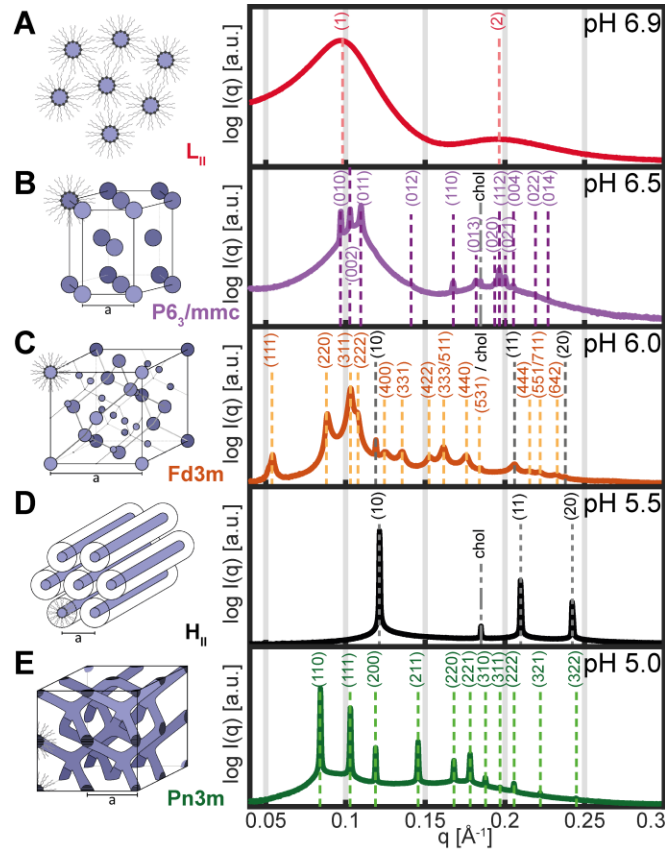 A
L_II
log I(q) [a.u.]
pH 6.9
(1)
(2)
B
a
P6₃/mmc
log I(q) [a.u.]
pH 6.5
(010)
(002)
(011)
(012)
(110)
(013)
chol
(020)
(112)
(021)
(004)
(022)
(014)
C
a
Fd3m
log I(q) [a.u.]
pH 6.0
(111)
(220)
(311)
(222)
(10)
(400)
(331)
(422)
(333/511)
(440)
(531) / chol
(11)
(444)
(551/711)
(642)
(20)
D
a
H_II
log I(q) [a.u.]
pH 5.5
(10)
chol
(11)
(20)
E
a
Pn3m
log I(q) [a.u.]
pH 5.0
(110)
(111)
(200)
(211)
(220)
(221)
(310)
(311)
(222)
(321)
(322)
0.05 0.1 0.15 0.2 0.25 0.3
q [Å⁻¹]